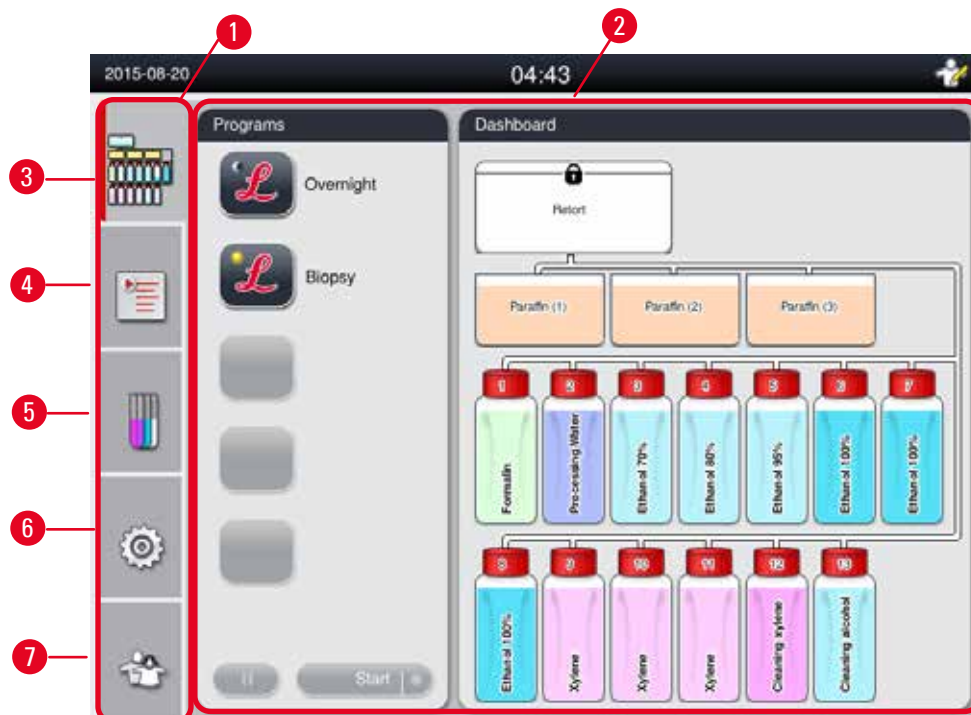 1
2
2015-08-20
04:43
3
4
5
6
7
Programs
Overnight
Biopsy
Start
Dashboard
Retort
Paraffin (1)
Paraffin (2)
Paraffin (3)
1
2
3
4
5
6
7
Formalin
Processing Water
Ethanol 70%
Ethanol 80%
Ethanol 95%
Ethanol 100%
Ethanol 100%
8
9
10
11
12
13
Ethanol 100%
Xylene
Xylene
Xylene
Cleaning xylene
Cleaning alcohol